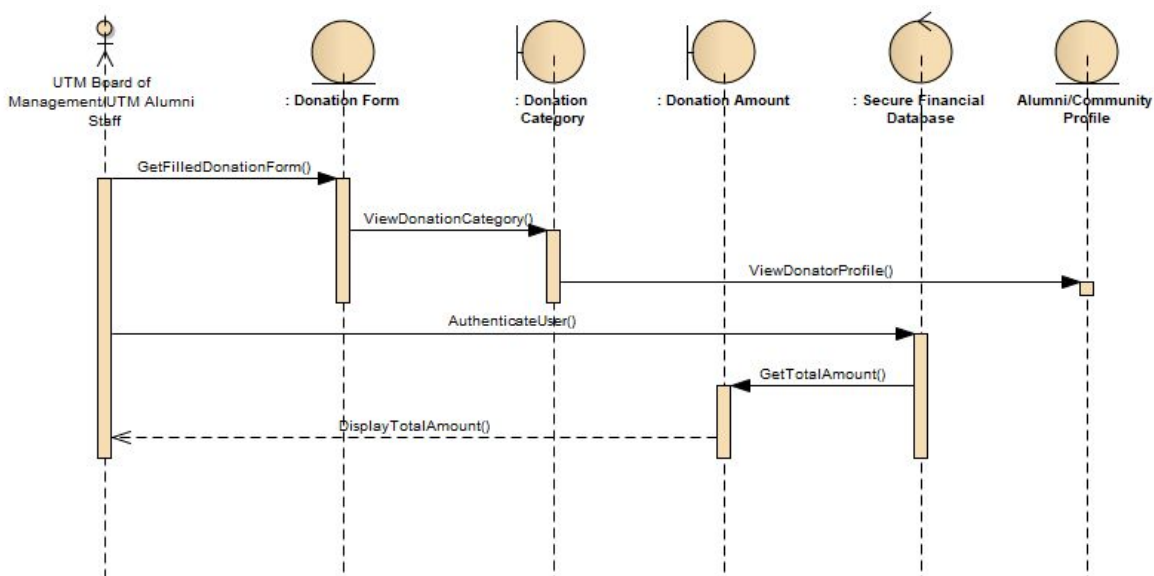 UTM Board of
Management/UTM Alumni
Staff
: Donation Form
: Donation
Category
: Donation Amount
: Secure Financial
Database
Alumni/Community
Profile
GetFilledDonationForm()
ViewDonationCategory()
ViewDonatorProfile()
AuthenticateUser()
GetTotalAmount()
DisplayTotalAmount()